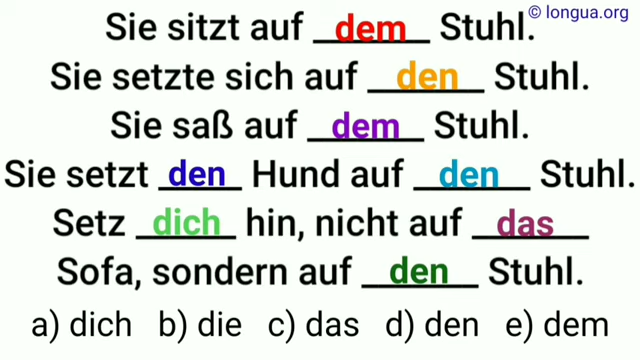 © longua.org
Sie sitzt auf dem Stuhl.
Sie setzte sich auf den Stuhl.
Sie saß auf dem Stuhl.
Sie setzt den Hund auf den Stuhl.
Setz dich hin, nicht auf das
Sofa, sondern auf den Stuhl.
a) dich b) die c) das d) den e) dem